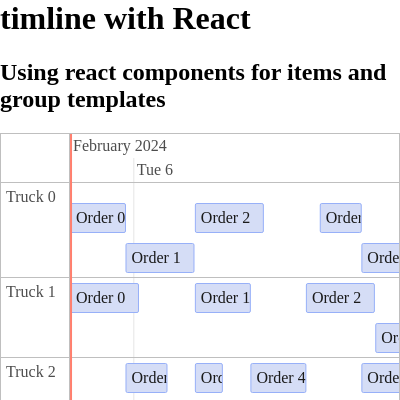 timline with React
Using react components for items and
group templates
February 2024
Tue 6
Truck 0
Order 0 Order 2 Order
Order 1 Orde
Truck 1
Order 0 Order 1 Order 2
Or
Truck 2
Order Orc Order 4 Orde